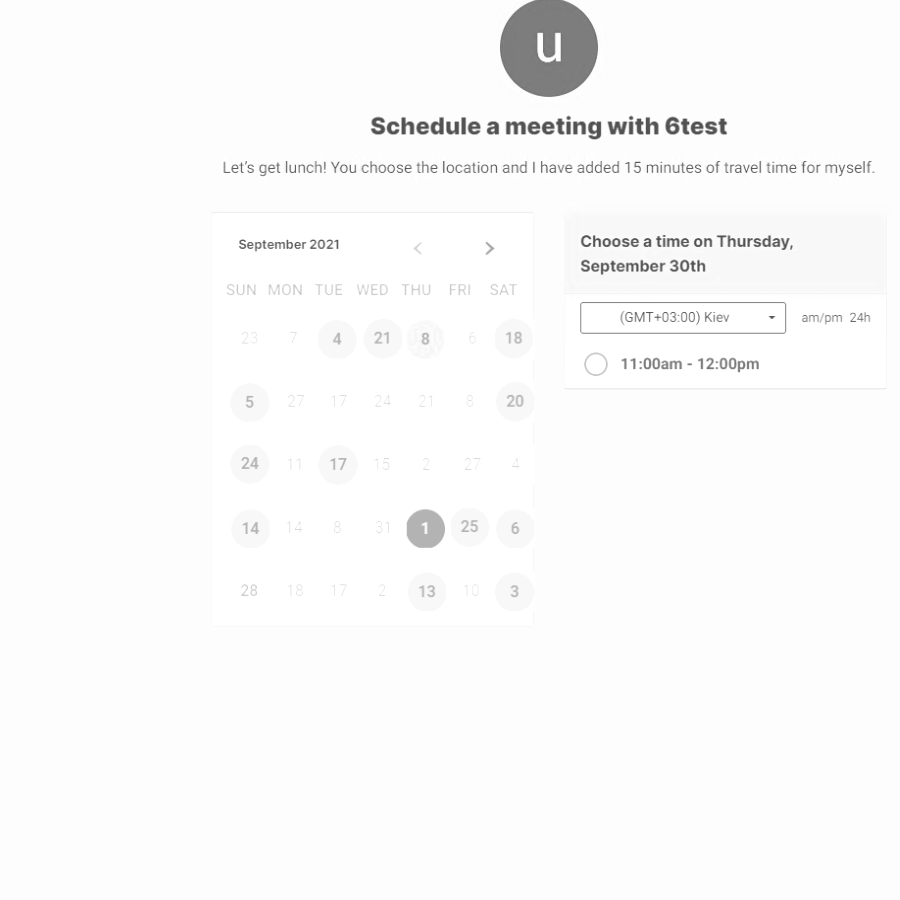 u
Schedule a meeting with 6test
Let's get lunch! You choose the location and I have added 15 minutes of travel time for myself.
September 2021
SUN MON TUE WED THU FRI SAT
23 7 4 21 8 6 18
5 27 17 24 21 8 20
24 11 17 15 2 27 4
14 14 8 31 1 25 6
28 18 17 2 13 10 3
Choose a time on Thursday,
September 30th
(GMT+03:00) Kiev am/pm 24h
11:00am - 12:00pm